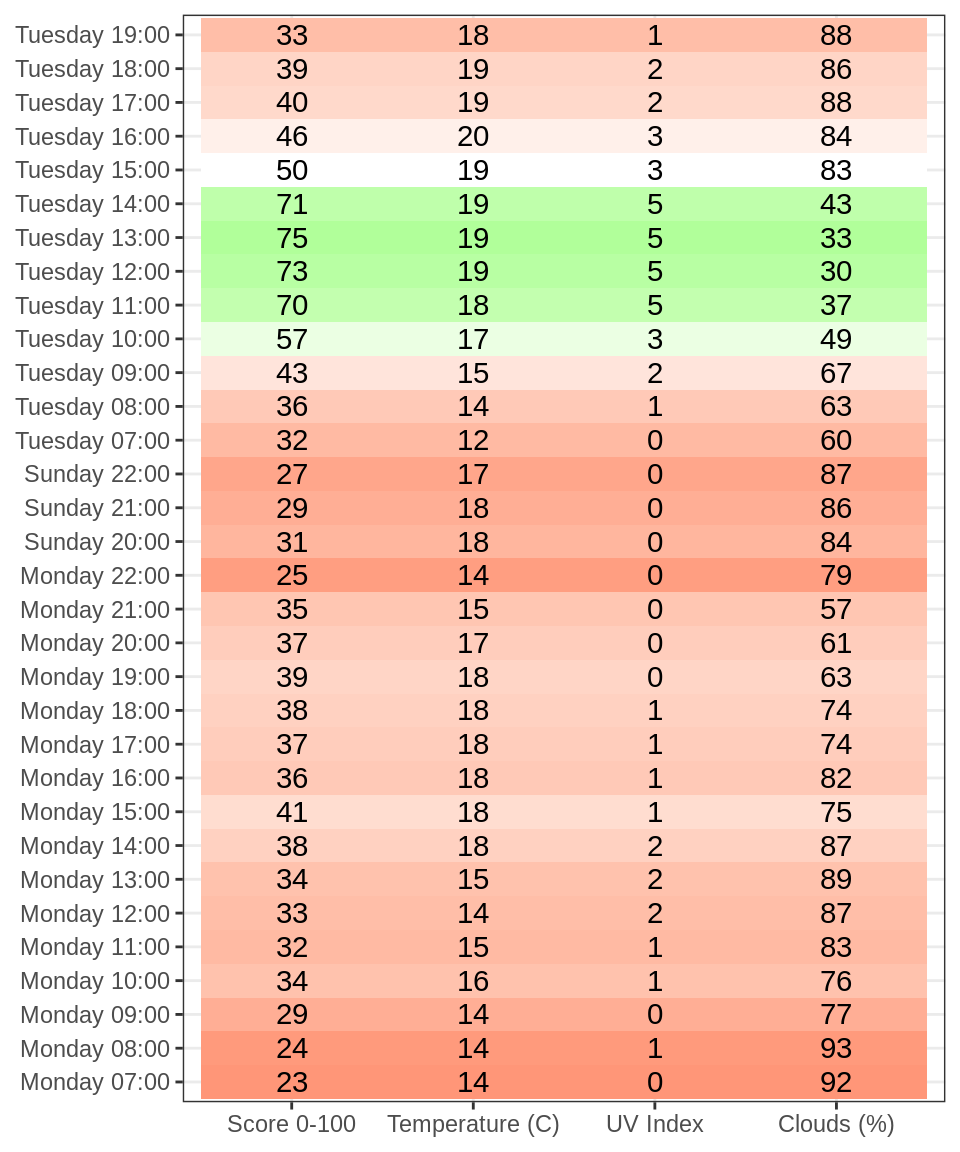 Tuesday 19:00 33 18 1 88
Tuesday 18:00 39 19 2 86
Tuesday 17:00 40 19 2 88
Tuesday 16:00 46 20 3 84
Tuesday 15:00 50 19 3 83
Tuesday 14:00 71 19 5 43
Tuesday 13:00 75 19 5 33
Tuesday 12:00 73 19 5 30
Tuesday 11:00 70 18 5 37
Tuesday 10:00 57 17 3 49
Tuesday 09:00 43 15 2 67
Tuesday 08:00 36 14 1 63
Tuesday 07:00 32 12 0 60
Sunday 22:00 27 17 0 87
Sunday 21:00 29 18 0 86
Sunday 20:00 31 18 0 84
Monday 22:00 25 14 0 79
Monday 21:00 35 15 0 57
Monday 20:00 37 17 0 61
Monday 19:00 39 18 0 63
Monday 18:00 38 18 1 74
Monday 17:00 37 18 1 74
Monday 16:00 36 18 1 82
Monday 15:00 41 18 1 75
Monday 14:00 38 18 2 87
Monday 13:00 34 15 2 89
Monday 12:00 33 14 2 87
Monday 11:00 32 15 1 83
Monday 10:00 34 16 1 76
Monday 09:00 29 14 0 77
Monday 08:00 24 14 1 93
Monday 07:00 23 14 0 92
Score 0-100 Temperature (C) UV Index Clouds (%)